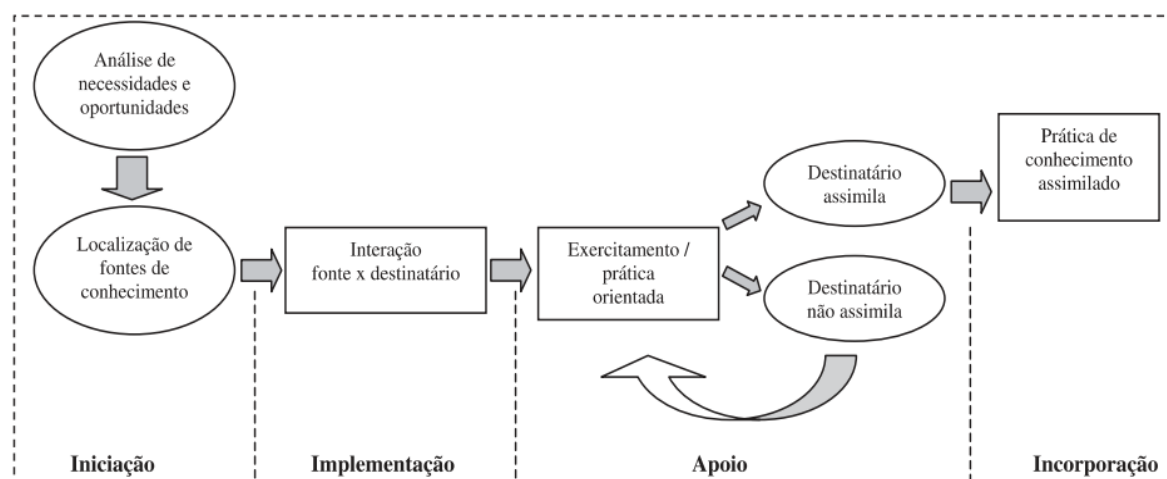 Análise de
necessidades e
oportunidades
Localização de
fontes de
conhecimento
Interação
fonte x destinatário
Exercitamento /
prática
orientada
Destinatário
assimila
Destinatário
não assimila
Prática de
conhecimento
assimilado
Iniciação
Implementação
Apoio
Incorporação